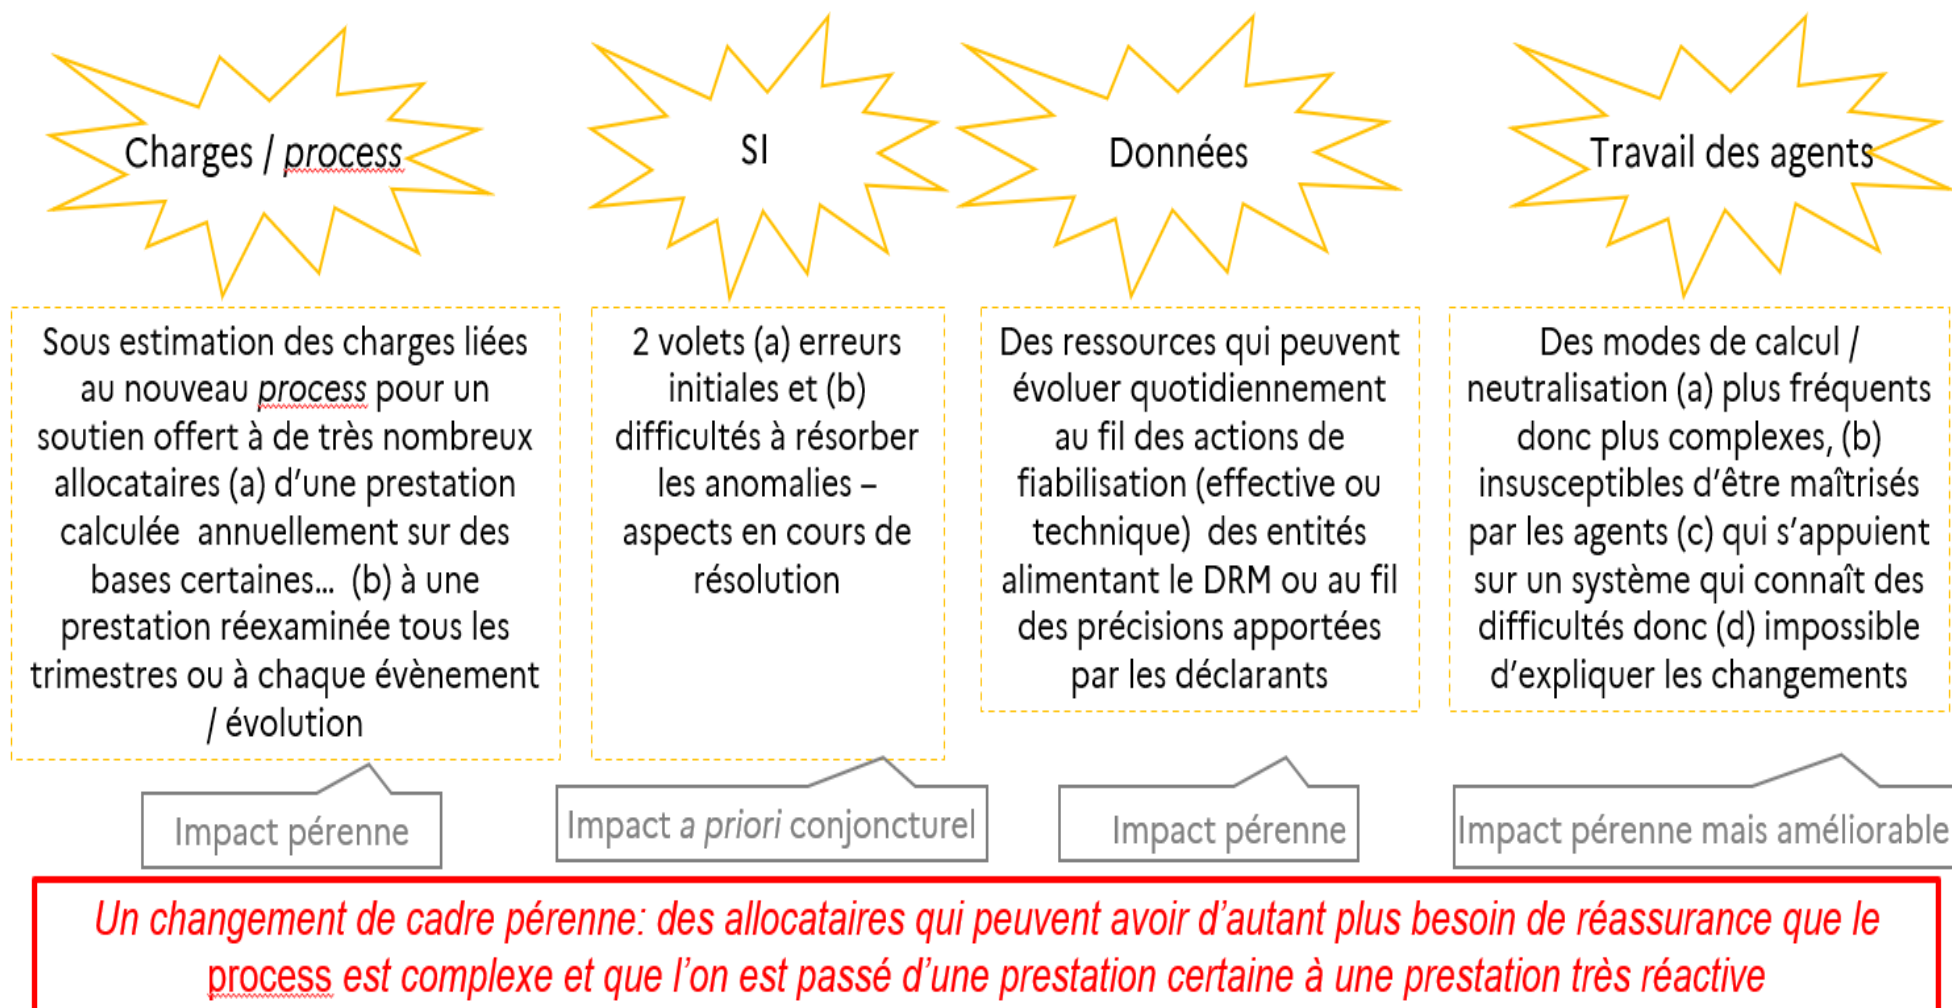 Charges / process
SI
Données
Travail des agents
Sous estimation des charges liées
au nouveau process pour un
soutien offert à de très nombreux
allocataires (a) d’une prestation
calculée annuellement sur des
bases certaines... (b) à une
prestation réexaminée tous les
trimestres ou à chaque évènement
/ évolution
2 volets (a) erreurs
initiales et (b)
difficultés à résorber
les anomalies –
aspects en cours de
résolution
Des ressources qui peuvent
évoluer quotidiennement
au fil des actions de
fiabilisation (effective ou
technique) des entités
alimentant le DRM ou au fil
des précisions apportées
par les déclarants
Des modes de calcul /
neutralisation (a) plus fréquents
donc plus complexes, (b)
insusceptibles d’être maîtrisés
par les agents (c) qui s’appuient
sur un système qui connaît des
difficultés donc (d) impossible
d’expliquer les changements
Impact pérenne
Impact a priori conjoncturel
Impact pérenne
Impact pérenne mais améliorable
Un changement de cadre pérenne: des allocataires qui peuvent avoir d’autant plus besoin de réassurance que le
process est complexe et que l’on est passé d’une prestation certaine à une prestation très réactive